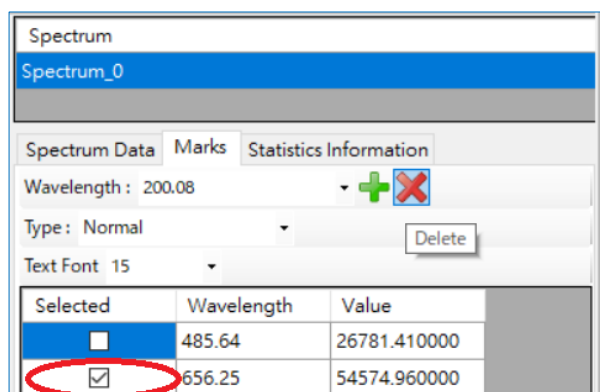 Spectrum
Spectrum_0
Spectrum Data Marks Statistics Information
Wavelength : 200.08
Type : Normal
Delete
Text Font 15
Selected Wavelength Value
485.64 26781.410000
656.25 54574.960000